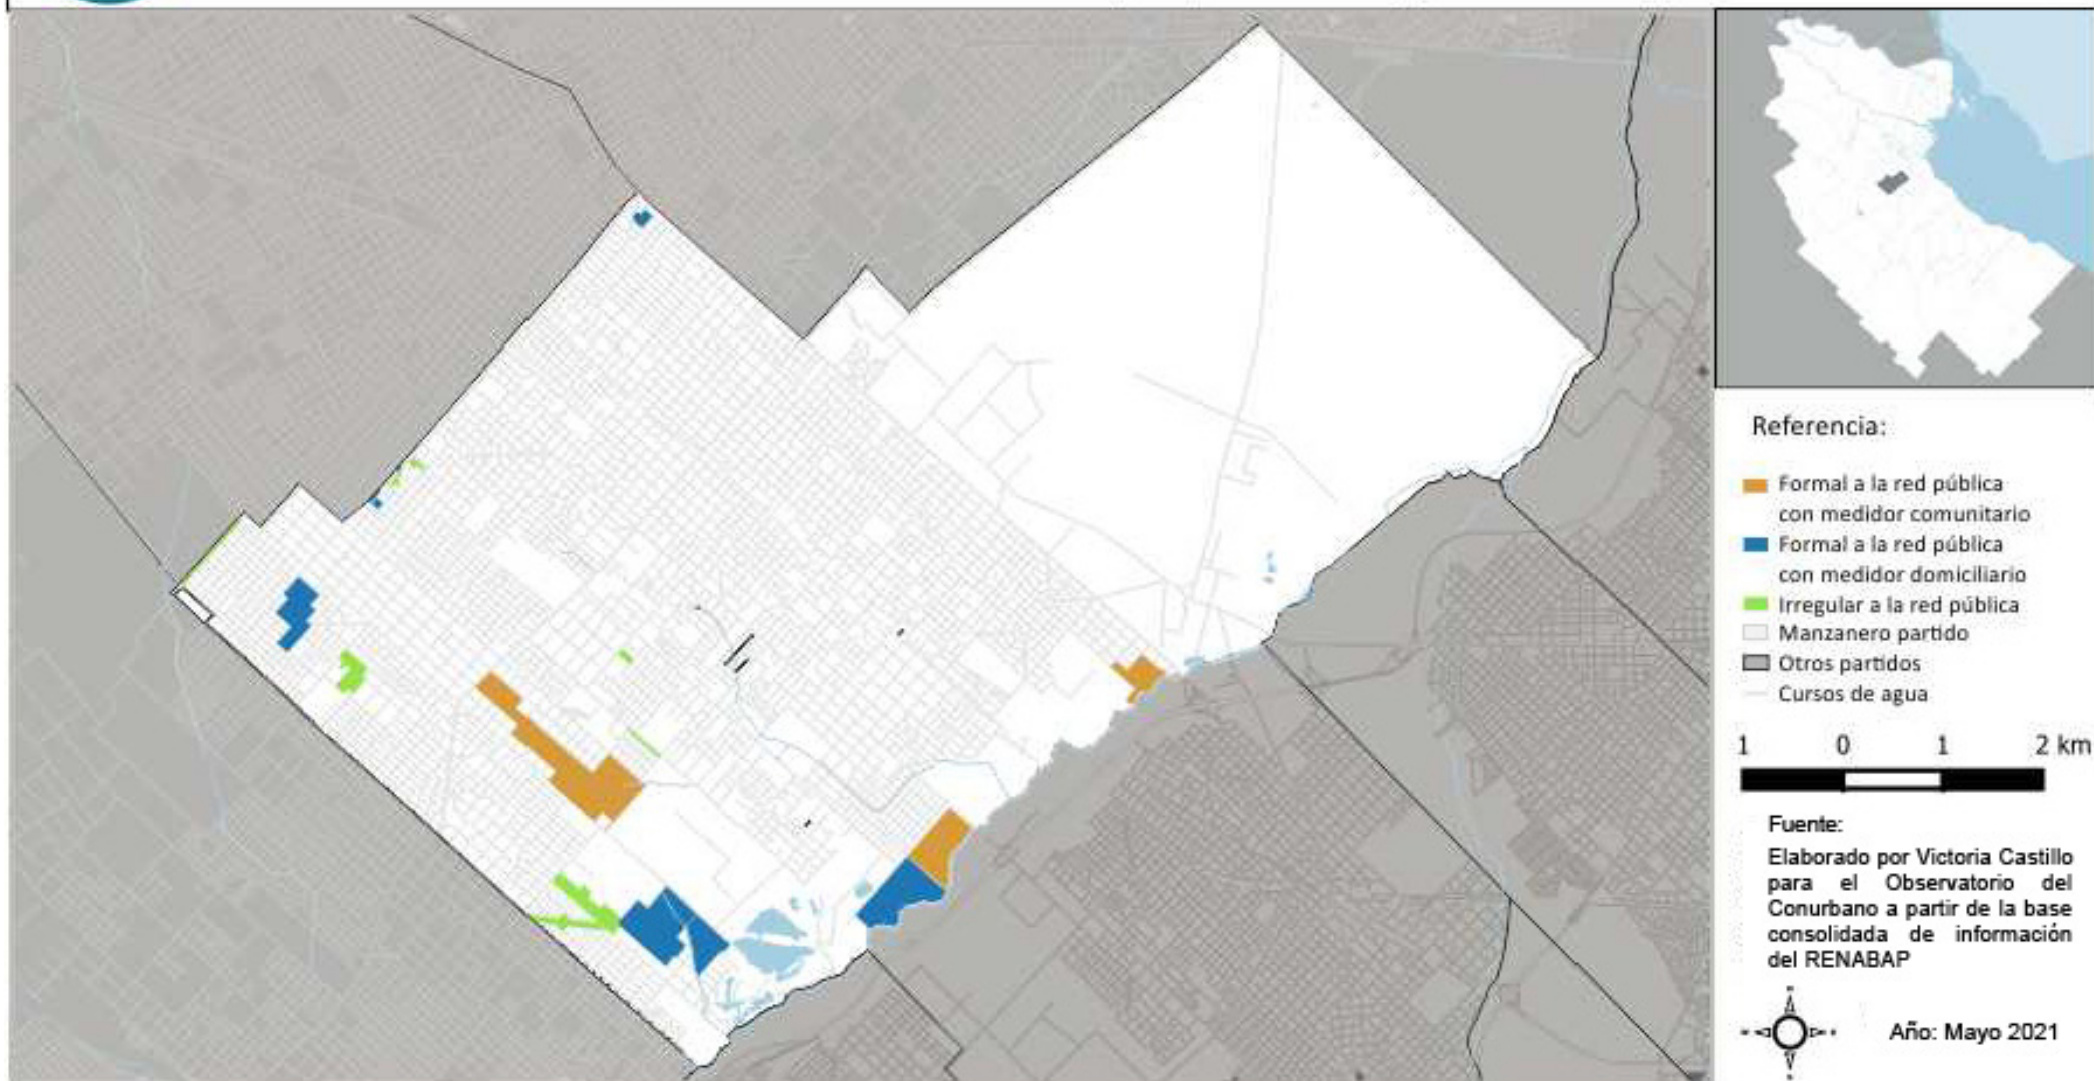 Referencia:
Formal a la red pública
con medidor comunitario
Formal a la red pública
con medidor domiciliario
Irregular a la red pública
Manzanero partido
Otros partidos
Cursos de agua
1 0 1 2 km
Fuente:
Elaborado por Victoria Castillo
para el Observatorio del
Conurbano a partir de la base
consolidada de información
del RENABAP
Año: Mayo 2021